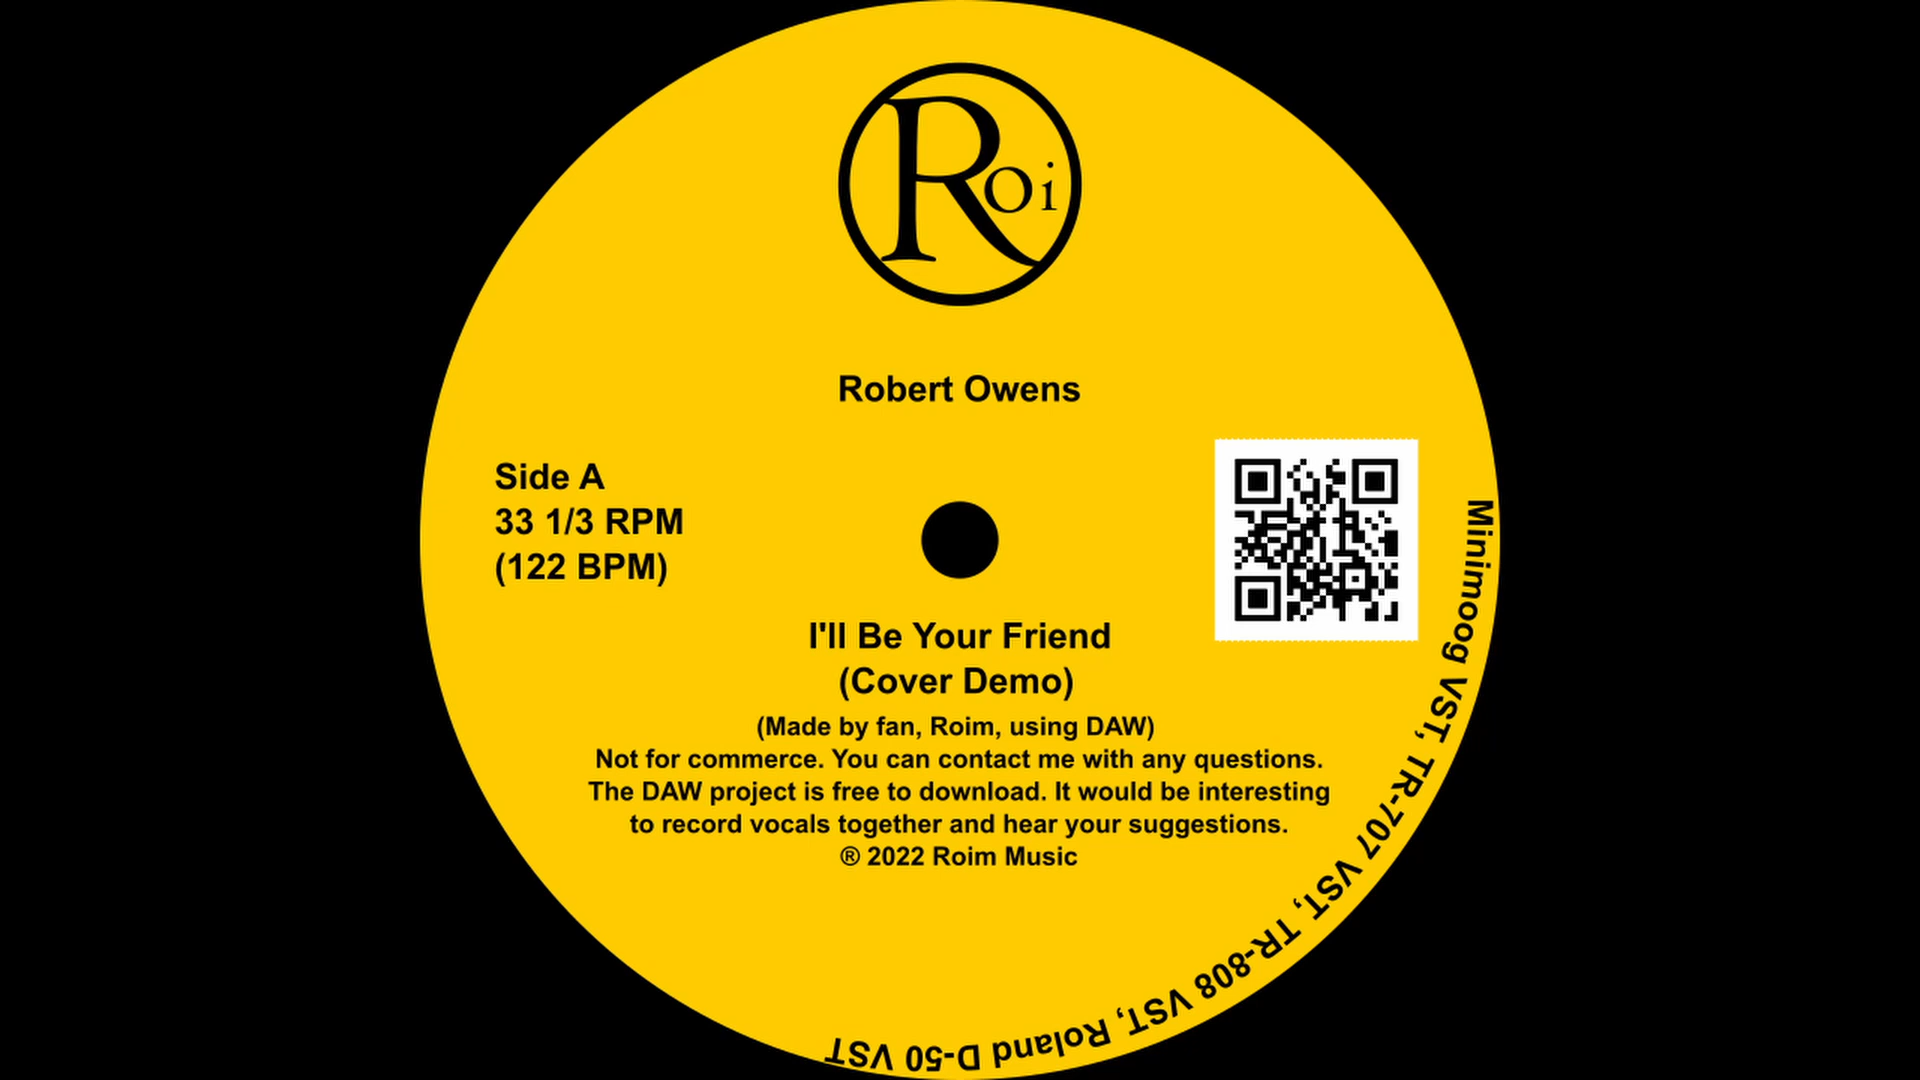 Roi
Robert Owens
Side A
33 1/3 RPM
(122 BPM)
I'll Be Your Friend
(Cover Demo)
(Made by fan, Roim, using DAW)
Not for commerce. You can contact me with any questions.
The DAW project is free to download. It would be interesting
to record vocals together and hear your suggestions.
® 2022 Roim Music
Minimoog VST, TR-707 VST, TR-808 VST, Roland D-50 VST